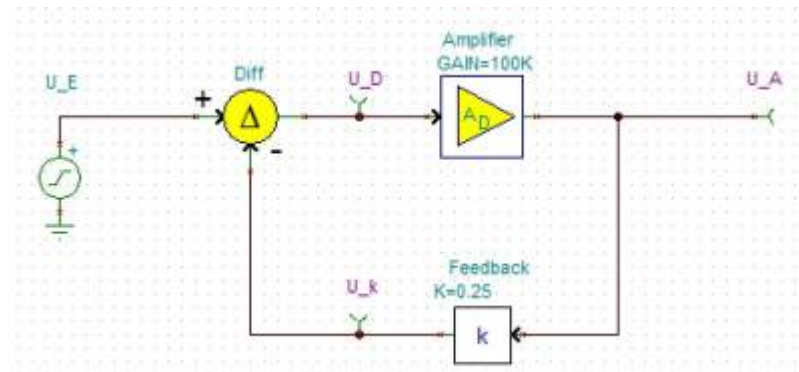 Amplifier
GAIN=100K
U_E
Diff
U_D
U_A
+
Δ
A_D
+
-
Feedback
K=0.25
U_k
k